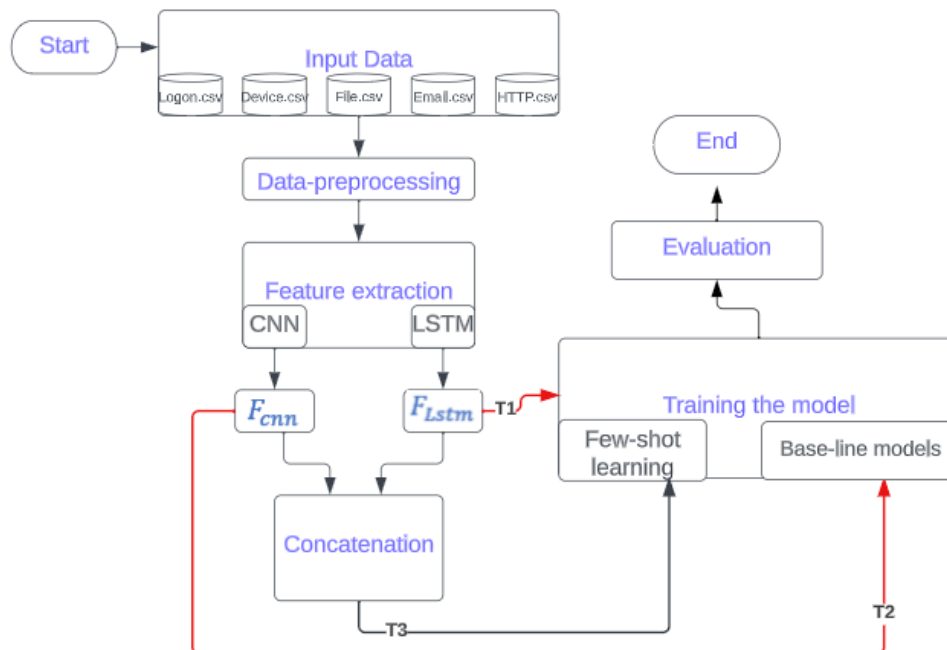 Start
Input Data
Logon.csv
Device.csv
File.csv
Email.csv
HTTP.csv
Data-preprocessing
Feature extraction
CNN
LSTM
F_cnn
F_Lstm
T1
Concatenation
T3
End
Evaluation
Training the model
Few-shot
learning
Base-line models
T2